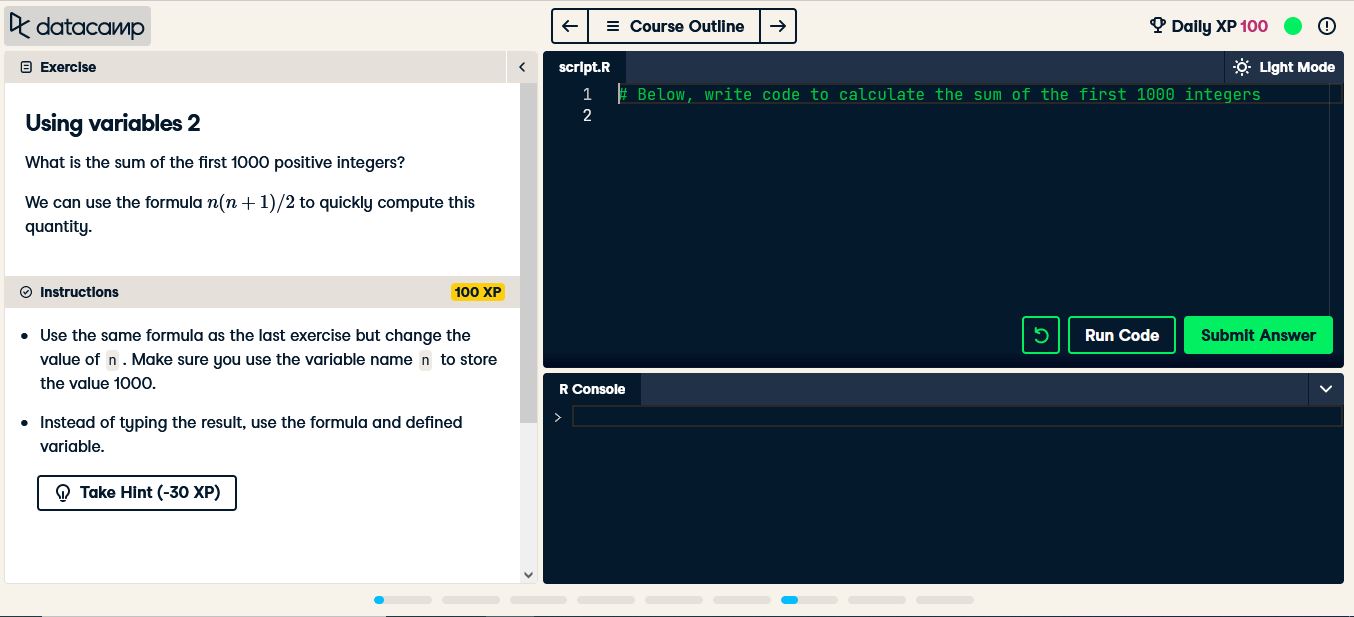 datacamp
Course Outline
Daily XP 100
Exercise
Using variables 2
What is the sum of the first 1000 positive integers?
We can use the formula n(n + 1)/2 to quickly compute this
quantity.
Instructions
100 XP
Use the same formula as the last exercise but change the
value of n. Make sure you use the variable name n to store
the value 1000.
Instead of typing the result, use the formula and defined
variable.
Take Hint (-30 XP)
script.R
Light Mode
1 # Below, write code to calculate the sum of the first 1000 integers
2
Run Code
Submit Answer
R Console
>